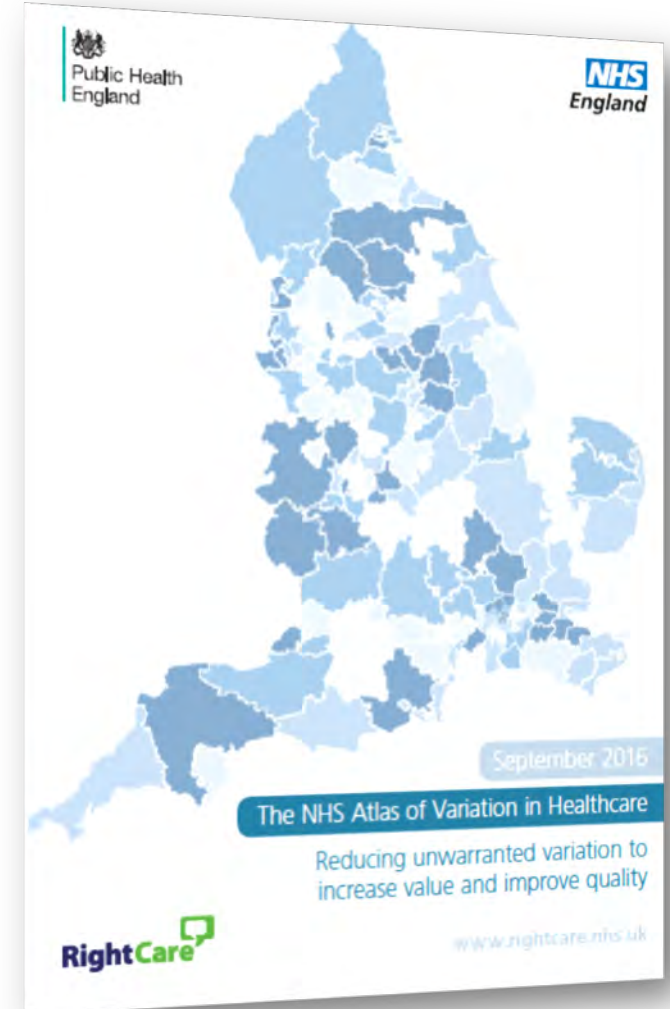 Public Health
England
NHS
England
September 2016
The NHS Atlas of Variation in Healthcare
Reducing unwarranted variation to
increase value and improve quality
RightCare
www.rightcare.nhs.uk